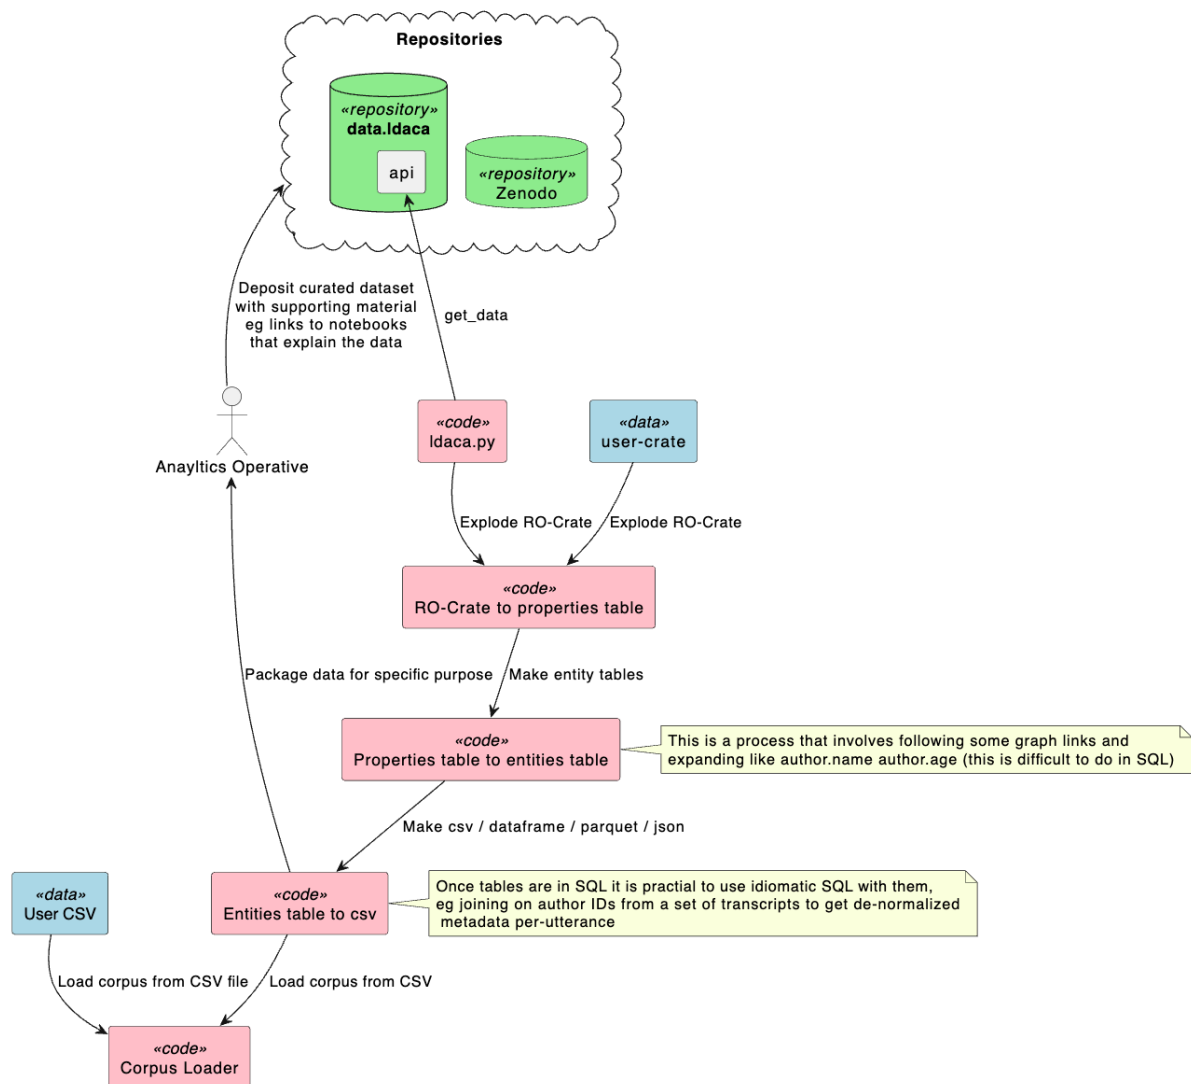 Repositories
«repository»
data.ldaca
api
«repository»
Zenodo
Deposit curated dataset
with supporting material
eg links to notebooks
that explain the data
get_data
Anayltics Operative
«code»
ldaca.py
«data»
user-crate
Explode RO-Crate
Explode RO-Crate
«code»
RO-Crate to properties table
Package data for specific purpose
Make entity tables
«code»
Properties table to entities table
This is a process that involves following some graph links and
expanding like author.name author.age (this is difficult to do in SQL)
Make csv / dataframe / parquet / json
«data»
User CSV
«code»
Entities table to csv
Once tables are in SQL it is practial to use idiomatic SQL with them,
eg joining on author IDs from a set of transcripts to get de-normalized
metadata per-utterance
Load corpus from CSV file
Load corpus from CSV
«code»
Corpus Loader